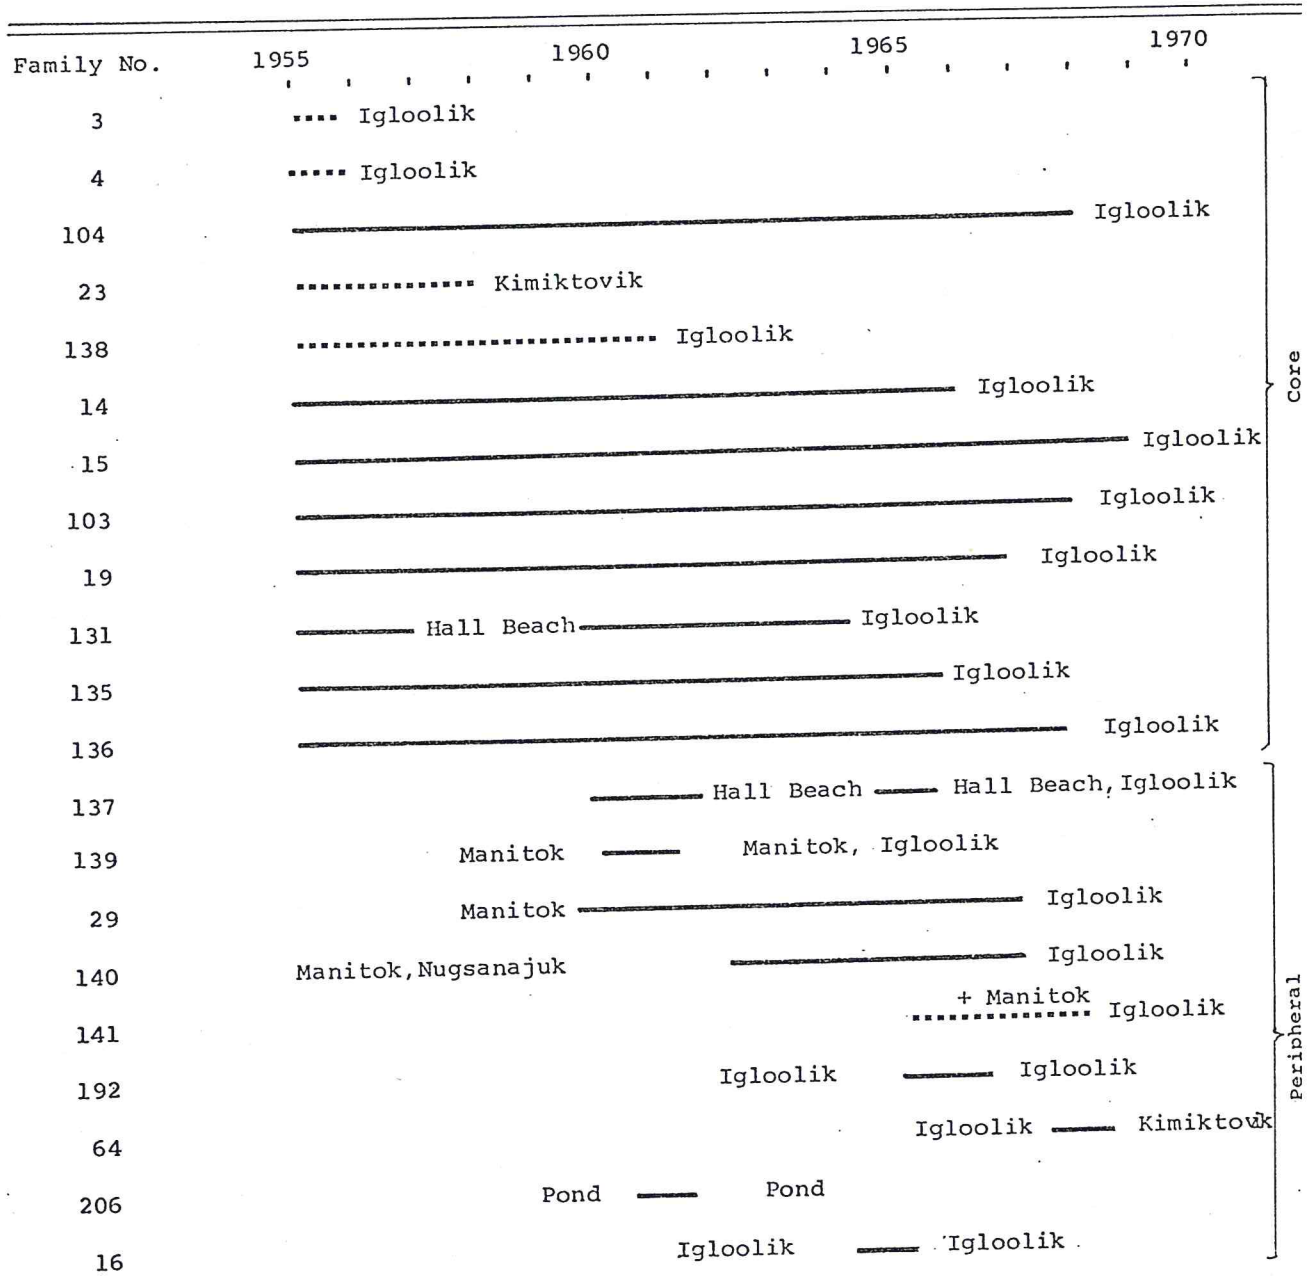 Family No. 1955 1960 1965 1970
3 Igloolik
4 Igloolik
104 Igloolik
23 Kimiktovik
138 Igloolik
14 Igloolik
15 Igloolik
103 Igloolik
19 Igloolik
131 Hall Beach Igloolik
135 Igloolik
136 Igloolik
Core
137 Hall Beach Hall Beach, Igloolik
139 Manitok Manitok, Igloolik
29 Manitok Igloolik
140 Manitok, Nugsanajuk Igloolik
+ Manitok
141 Igloolik
192 Igloolik Igloolik
64 Igloolik Kimiktovk
206 Pond Pond
16 Igloolik Igloolik
Peripheral